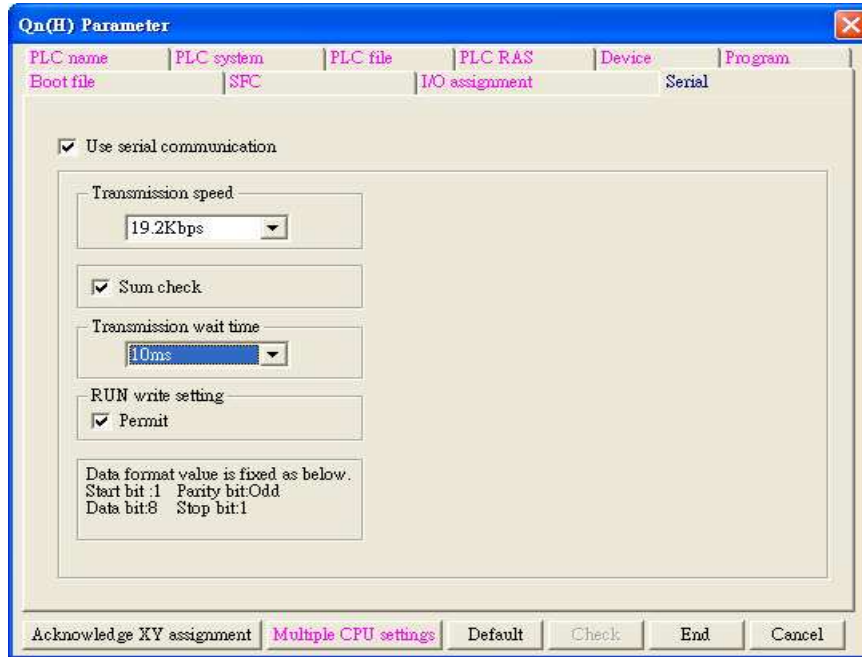 Qn(H) Parameter
PLC name PLC system PLC file PLC RAS Device Program
Boot file SFC I/O assignment Serial
Use serial communication
Transmission speed
19.2Kbps
Sum check
Transmission wait time
10ms
RUN write setting
Permit
Data format value is fixed as below.
Start bit :1 Parity bit:Odd
Data bit:8 Stop bit:1
Acknowledge XY assignment Multiple CPU settings Default Check End Cancel